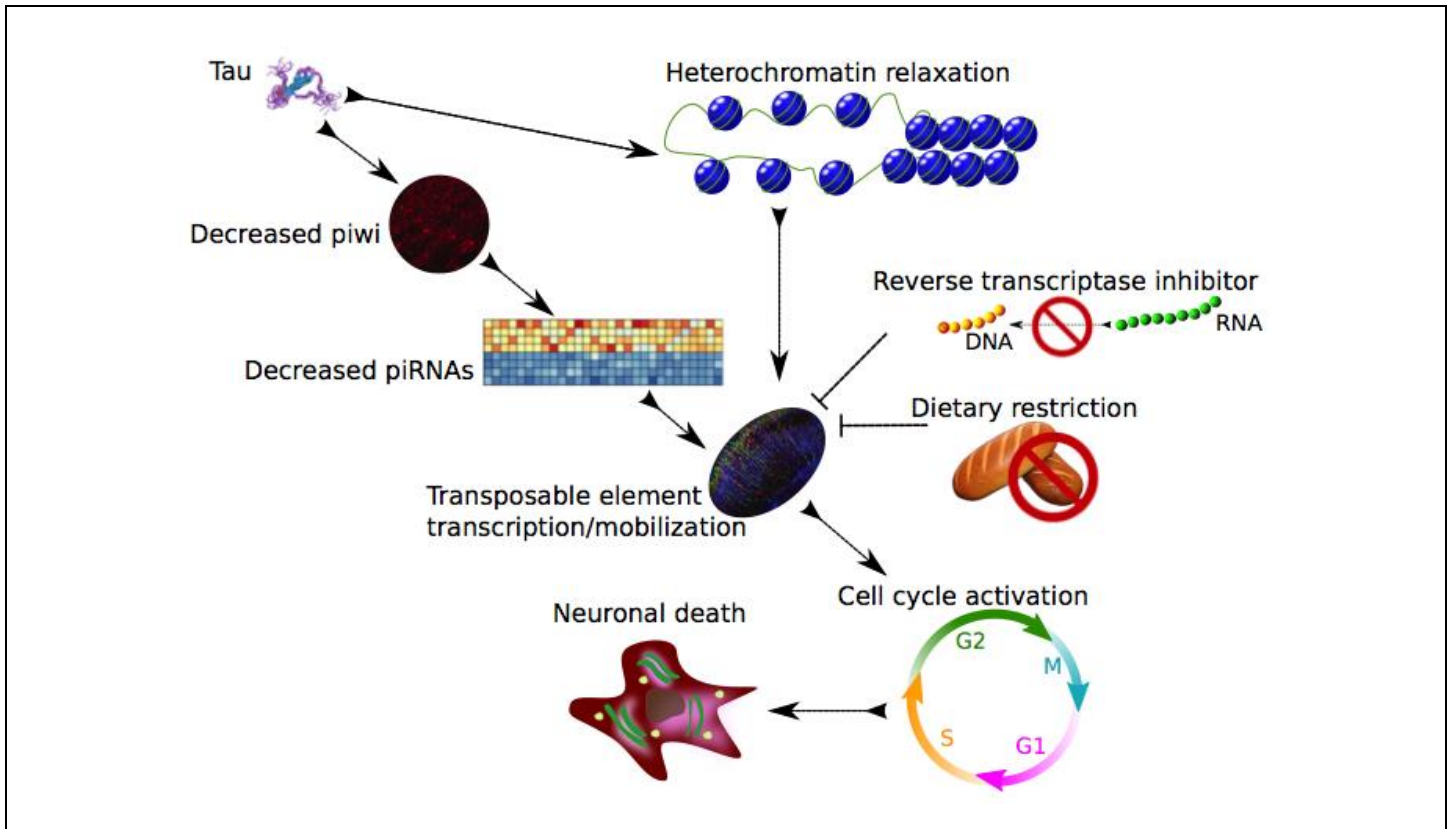 Tau
Heterochromatin relaxation
Decreased piwi
Reverse transcriptase inhibitor
DNA
RNA
Decreased piRNAs
Dietary restriction
Transposable element
transcription/mobilization
Cell cycle activation
Neuronal death
G2
M
S
G1